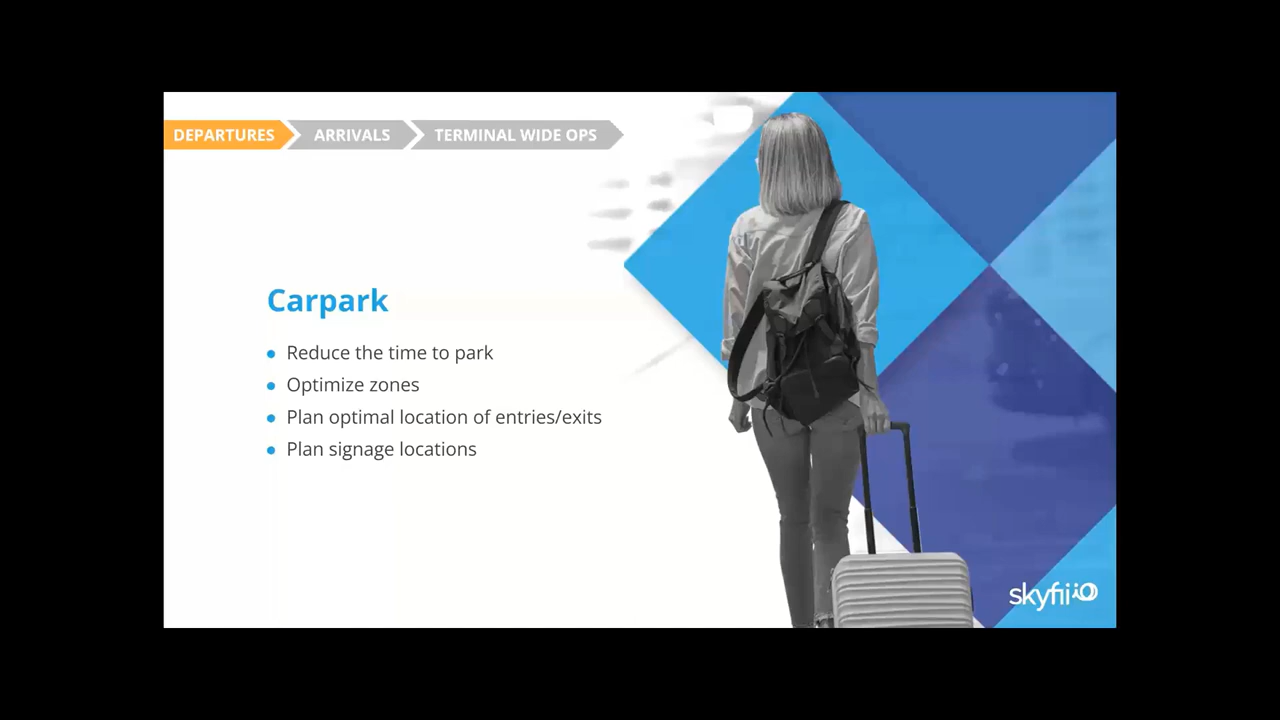 DEPARTURES ARRIVALS TERMINAL WIDE OPS
Carpark
Reduce the time to park
Optimize zones
Plan optimal location of entries/exits
Plan signage locations
skyfii iO